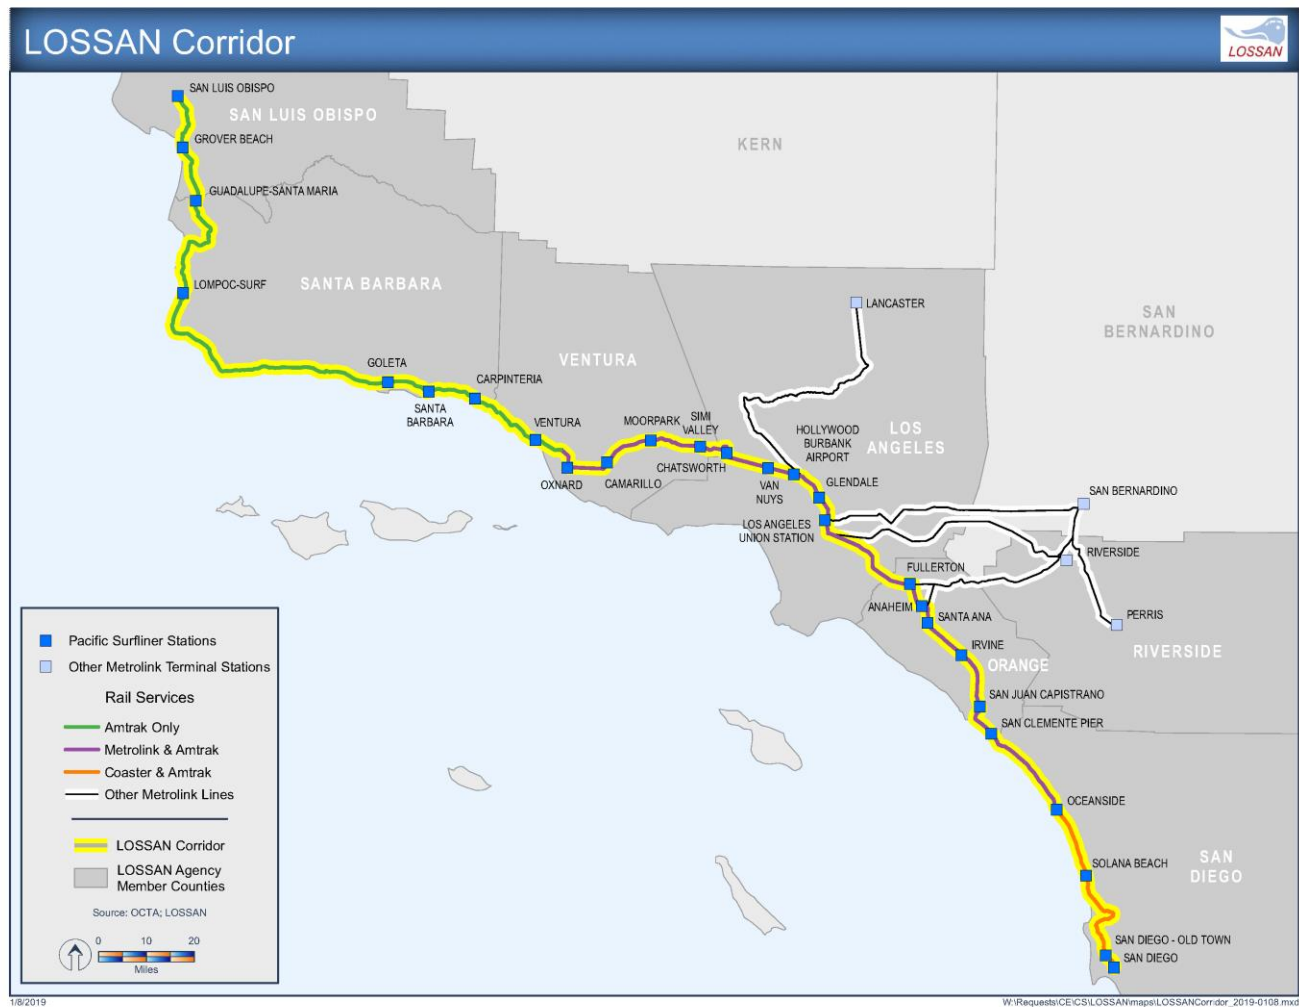 LOSSAN Corridor
LOSSAN
SAN LUIS OBISPO
SAN LUIS OBISPO
GROVER BEACH
KERN
GUADALUPE-SANTA MARIA
LOMPOC-SURF
SANTA BARBARA
LANCASTER
SAN
BERNARDINO
GOLETA
VENTURA
CARPINTERIA
SANTA
BARBARA
VENTURA
MOORPARK
SIMI
VALLEY
HOLLYWOOD
BURBANK
AIRPORT
LOS
ANGELES
OXNARD
CAMARILLO
CHATSWORTH
VAN
NUYS
GLENDALE
SAN BERNARDINO
LOS ANGELES
UNION STATION
RIVERSIDE
FULLERTON
ANAHEIM
SANTA ANA
PERRIS
IRVINE
ORANGE
RIVERSIDE
SAN JUAN CAPISTRANO
SAN CLEMENTE PIER
OCEANSIDE
SOLANA BEACH
SAN
DIEGO
SAN DIEGO - OLD TOWN
SAN DIEGO
Pacific Surfliner Stations
Other Metrolink Terminal Stations
Rail Services
Amtrak Only
Metrolink & Amtrak
Coaster & Amtrak
Other Metrolink Lines
LOSSAN Corridor
LOSSAN Agency
Member Counties
Source: OCTA; LOSSAN
0 10 20
Miles
1/8/2019
W:\Requests\CE\CS\LOSSAN\maps\LOSSANCorridor_2019-0108.mxd